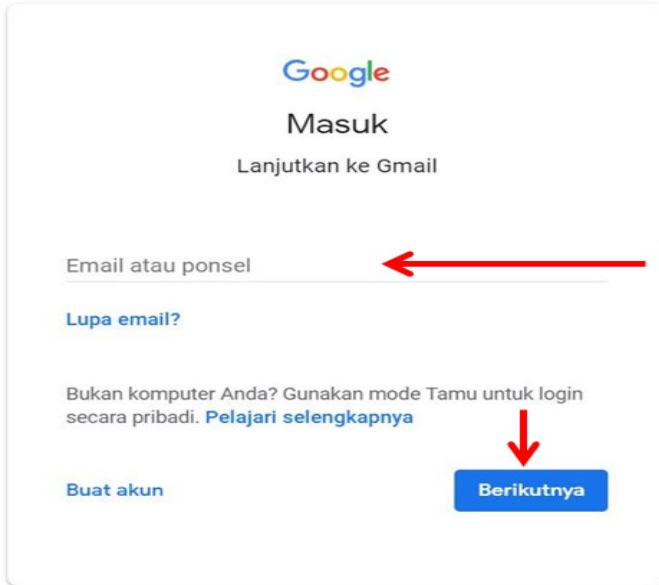 Google
Masuk
Lanjutkan ke Gmail
Email atau ponsel
Lupa email?
Bukan komputer Anda? Gunakan mode Tamu untuk login
secara pribadi. Pelajari selengkapnya
Buat akun
Berikutnya